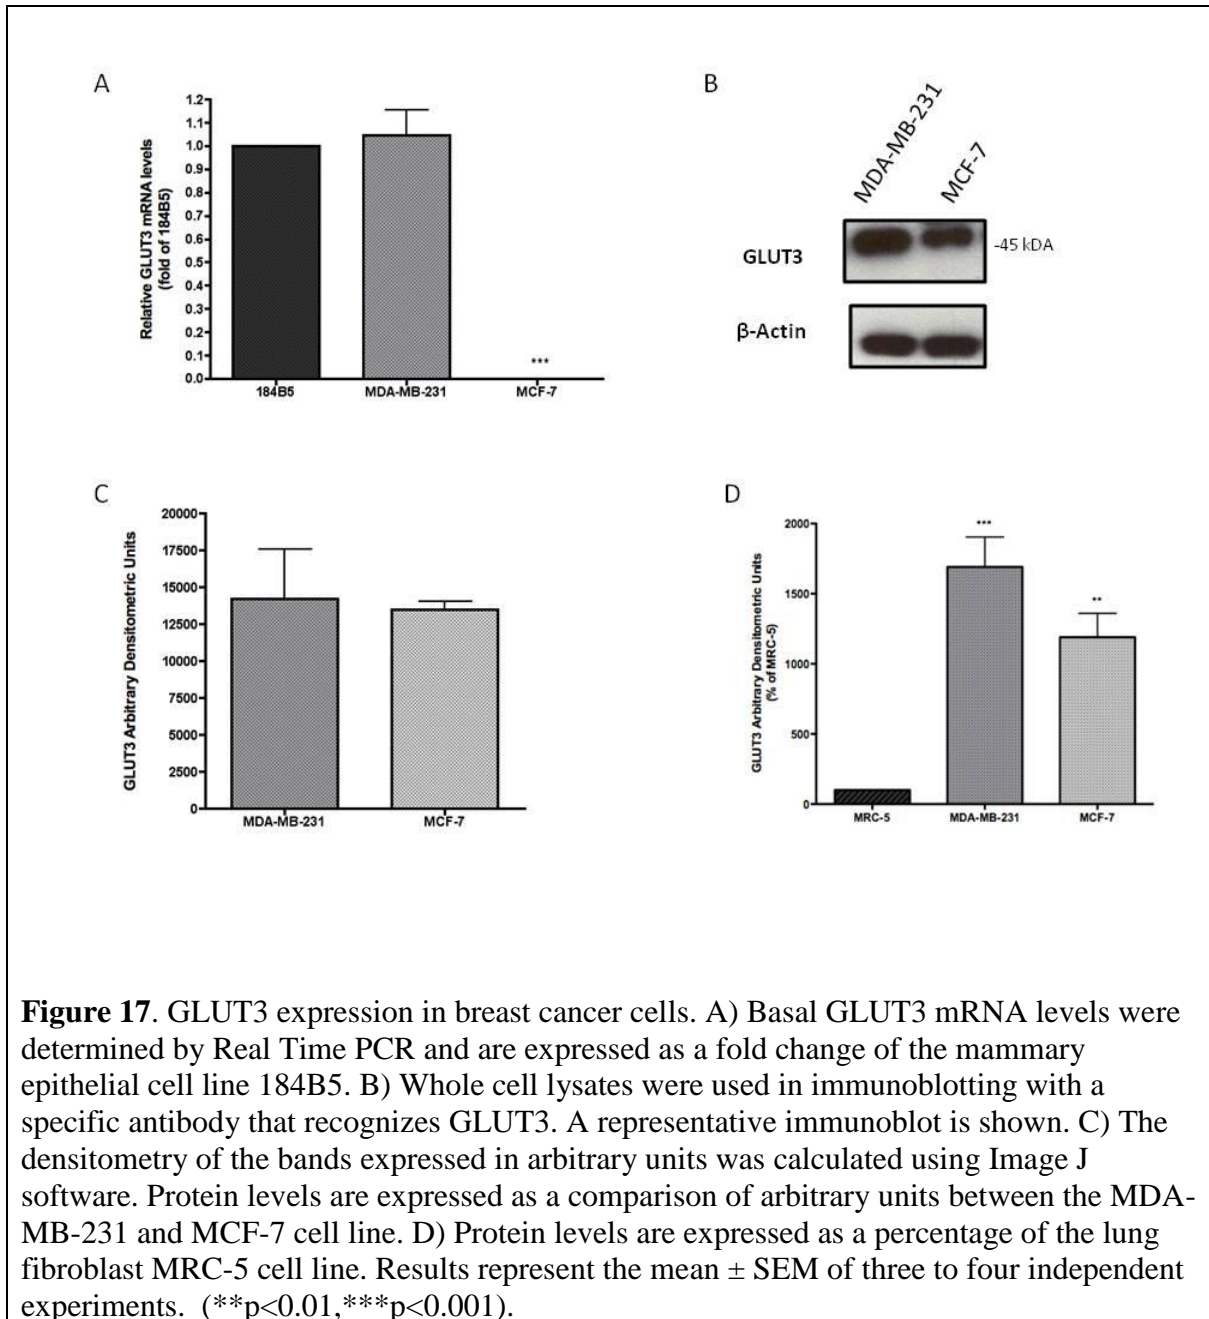 A
Relative GLUT3 mRNA levels
(fold of 184B5)
1.2
1.1
1.0
0.9
0.8
0.7
0.6
0.5
0.4
0.3
0.2
0.1
0.0
***
184B5
MDA-MB-231
MCF-7
B
MDA-MB-231
MCF-7
GLUT3
-45 kDA
β-Actin
C
GLUT3 Arbitrary Densitometric Units
20000
17500
15000
12500
10000
7500
5000
2500
0
MDA-MB-231
MCF-7
D
GLUT3 Arbitrary Densitometric Units
(% of MRC-5)
2000
1500
1000
500
0
***
**
MRC-5
MDA-MB-231
MCF-7
Figure 17. GLUT3 expression in breast cancer cells. A) Basal GLUT3 mRNA levels were
determined by Real Time PCR and are expressed as a fold change of the mammary
epithelial cell line 184B5. B) Whole cell lysates were used in immunoblotting with a
specific antibody that recognizes GLUT3. A representative immunoblot is shown. C) The
densitometry of the bands expressed in arbitrary units was calculated using Image J
software. Protein levels are expressed as a comparison of arbitrary units between the MDA-
MB-231 and MCF-7 cell line. D) Protein levels are expressed as a percentage of the lung
fibroblast MRC-5 cell line. Results represent the mean ± SEM of three to four independent
experiments.  (**p<0.01,***p<0.001).